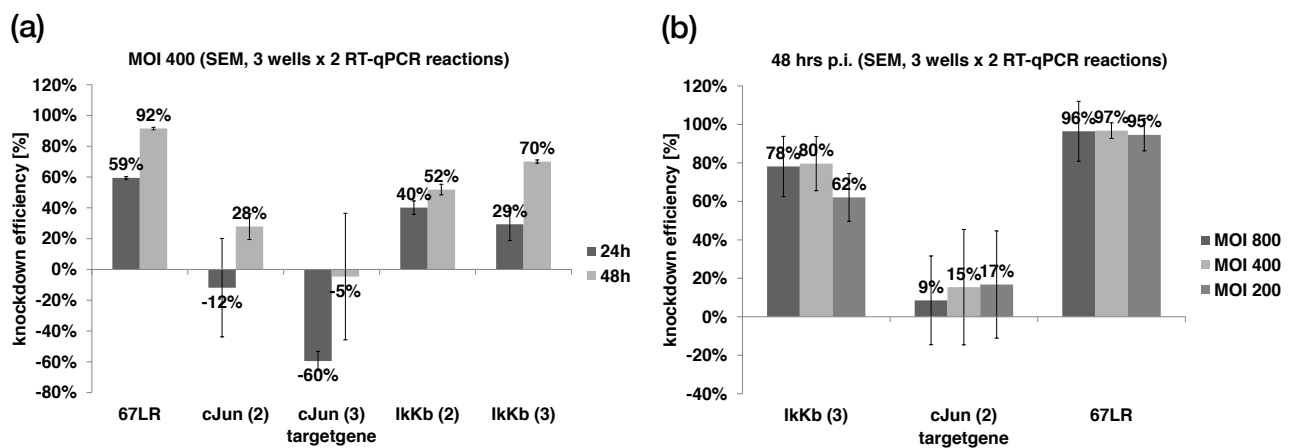 (a)
MOI 400 (SEM, 3 wells x 2 RT-qPCR reactions)
knockdown efficiency [%]
120%
100%
80%
60%
40%
20%
0%
-20%
-40%
-60%
-80%
59%
92%
-12%
28%
-60%
-5%
40%
52%
29%
70%
67LR
cJun (2)
cJun (3)
IkKb (2)
IkKb (3)
targetgene
24h
48h
(b)
48 hrs p.i. (SEM, 3 wells x 2 RT-qPCR reactions)
knockdown efficiency [%]
120%
100%
80%
60%
40%
20%
0%
-20%
-40%
78%
80%
62%
9%
15%
17%
96%
97%
95%
IkKb (3)
cJun (2)
67LR
targetgene
MOI 800
MOI 400
MOI 200